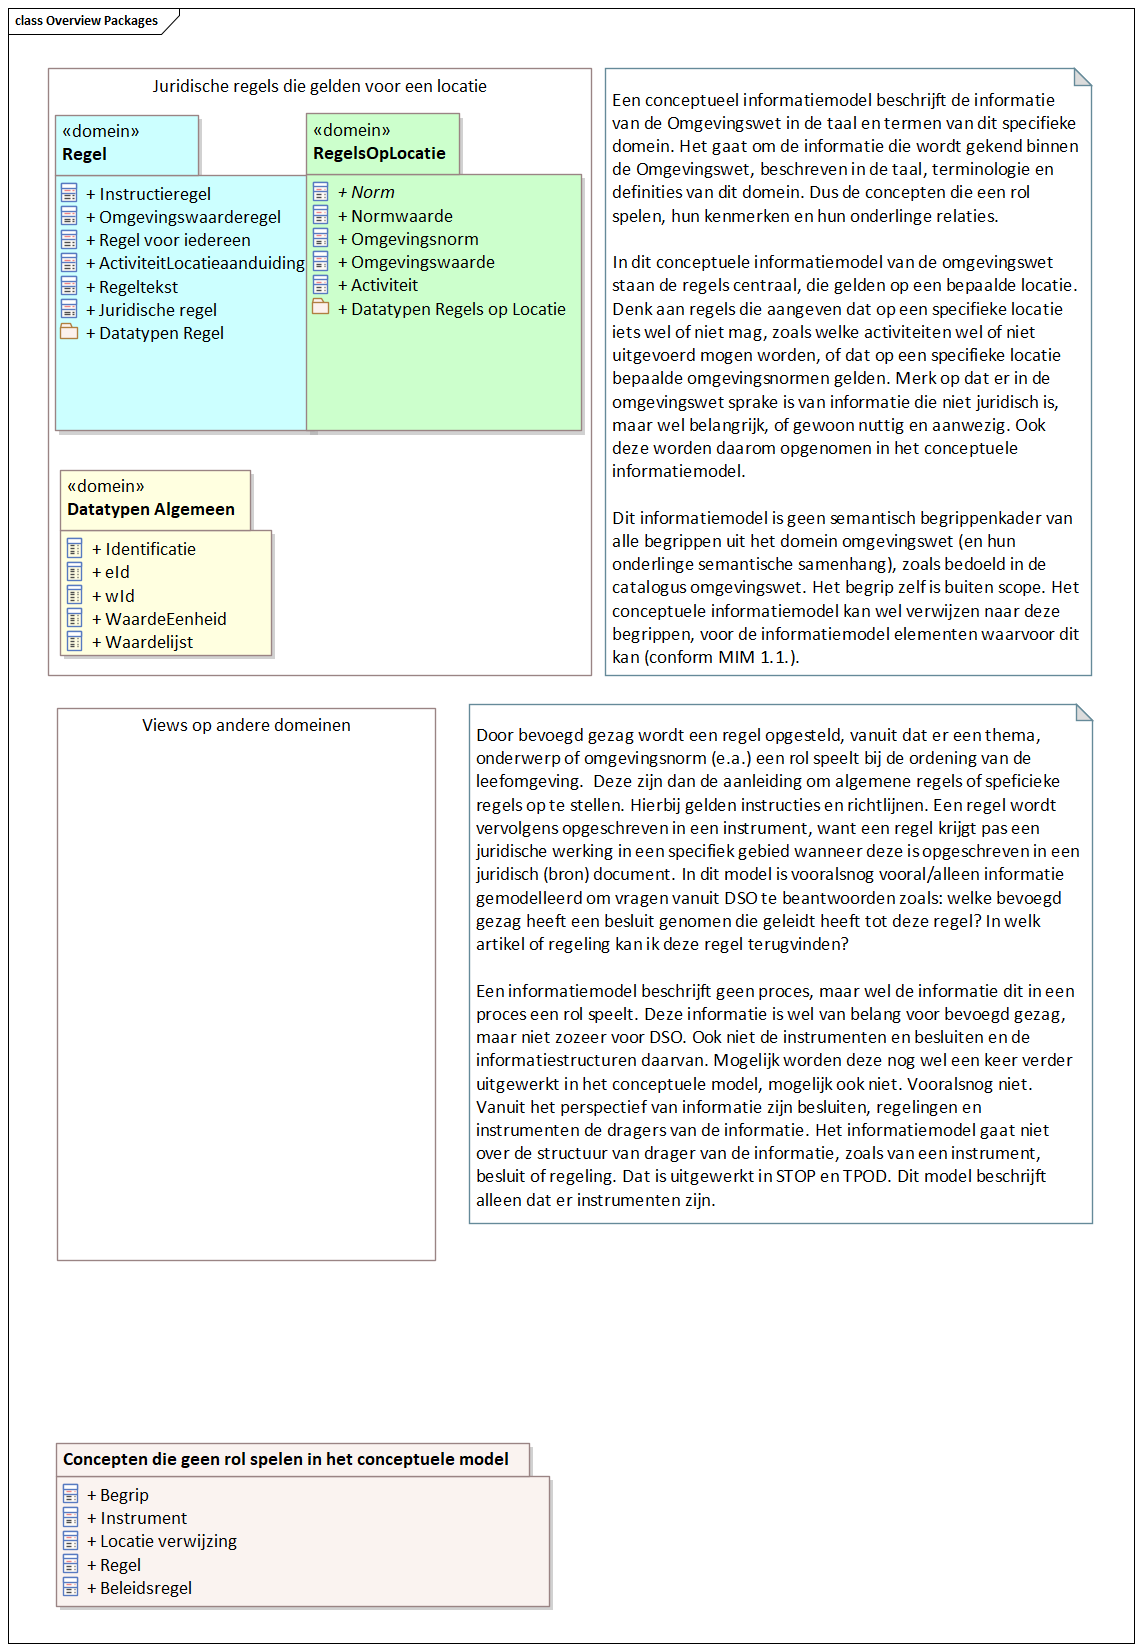 class Overview Packages
Juridische regels die gelden voor een locatie
«domein»
Regel
+ Instructieregel
+ Omgevingswaarderegel
+ Regel voor iedereen
+ ActiviteitLocatieaanduiding
+ Regeltekst
+ Juridische regel
+ Datatypen Regel
«domein»
RegelsOpLocatie
+ Norm
+ Normwaarde
+ Omgevingsnorm
+ Omgevingswaarde
+ Activiteit
+ Datatypen Regels op Locatie
«domein»
Datatypen Algemeen
+ Identificatie
+ eId
+ wId
+ WaardeEenheid
+ Waardelijst
Een conceptueel informatiemodel beschrijft de informatie
van de Omgevingswet in de taal en termen van dit specifieke
domein. Het gaat om de informatie die wordt gekend binnen
de Omgevingswet, beschreven in de taal, terminologie en
definities van dit domein. Dus de concepten die een rol
spelen, hun kenmerken en hun onderlinge relaties.
In dit conceptuele informatiemodel van de omgevingswet
staan de regels centraal, die gelden op een bepaalde locatie.
Denk aan regels die aangeven dat op een specifieke locatie
iets wel of niet mag, zoals welke activiteiten wel of niet
uitgevoerd mogen worden, of dat op een specifieke locatie
bepaalde omgevingsnormen gelden. Merk op dat er in de
omgevingswet sprake is van informatie die niet juridisch is,
maar wel belangrijk, of gewoon nuttig en aanwezig. Ook
deze worden daarom opgenomen in het conceptuele
informatiemodel.
Dit informatiemodel is geen semantisch begrippenkader van
alle begrippen uit het domein omgevingswet (en hun
onderlinge semantische samenhang), zoals bedoeld in de
catalogus omgevingswet. Het begrip zelf is buiten scope. Het
conceptuele informatiemodel kan wel verwijzen naar deze
begrippen, voor de informatiemodel elementen waarvoor dit
kan (conform MIM 1.1.).
Views op andere domeinen
Door bevoegd gezag wordt een regel opgesteld, vanuit dat er een thema,
onderwerp of omgevingsnorm (e.a.) een rol speelt bij de ordening van de
leefomgeving.  Deze zijn dan de aanleiding om algemene regels of speficieke
regels op te stellen. Hierbij gelden instructies en richtlijnen. Een regel wordt
vervolgens opgeschreven in een instrument, want een regel krijgt pas een
juridische werking in een specifiek gebied wanneer deze is opgeschreven in een
juridisch (bron) document. In dit model is vooralsnog vooral/alleen informatie
gemodelleerd om vragen vanuit DSO te beantwoorden zoals: welke bevoegd
gezag heeft een besluit genomen die geleidt heeft tot deze regel? In welk
artikel of regeling kan ik deze regel terugvinden?
Een informatiemodel beschrijft geen proces, maar wel de informatie dit in een
proces een rol speelt. Deze informatie is wel van belang voor bevoegd gezag,
maar niet zozeer voor DSO. Ook niet de instrumenten en besluiten en de
informatiestructuren daarvan. Mogelijk worden deze nog wel een keer verder
uitgewerkt in het conceptuele model, mogelijk ook niet. Vooralsnog niet.
Vanuit het perspectief van informatie zijn besluiten, regelingen en
instrumenten de dragers van de informatie. Het informatiemodel gaat niet
over de structuur van drager van de informatie, zoals van een instrument,
besluit of regeling. Dat is uitgewerkt in STOP en TPOD. Dit model beschrijft
alleen dat er instrumenten zijn.
Concepten die geen rol spelen in het conceptuele model
+ Begrip
+ Instrument
+ Locatie verwijzing
+ Regel
+ Beleidsregel